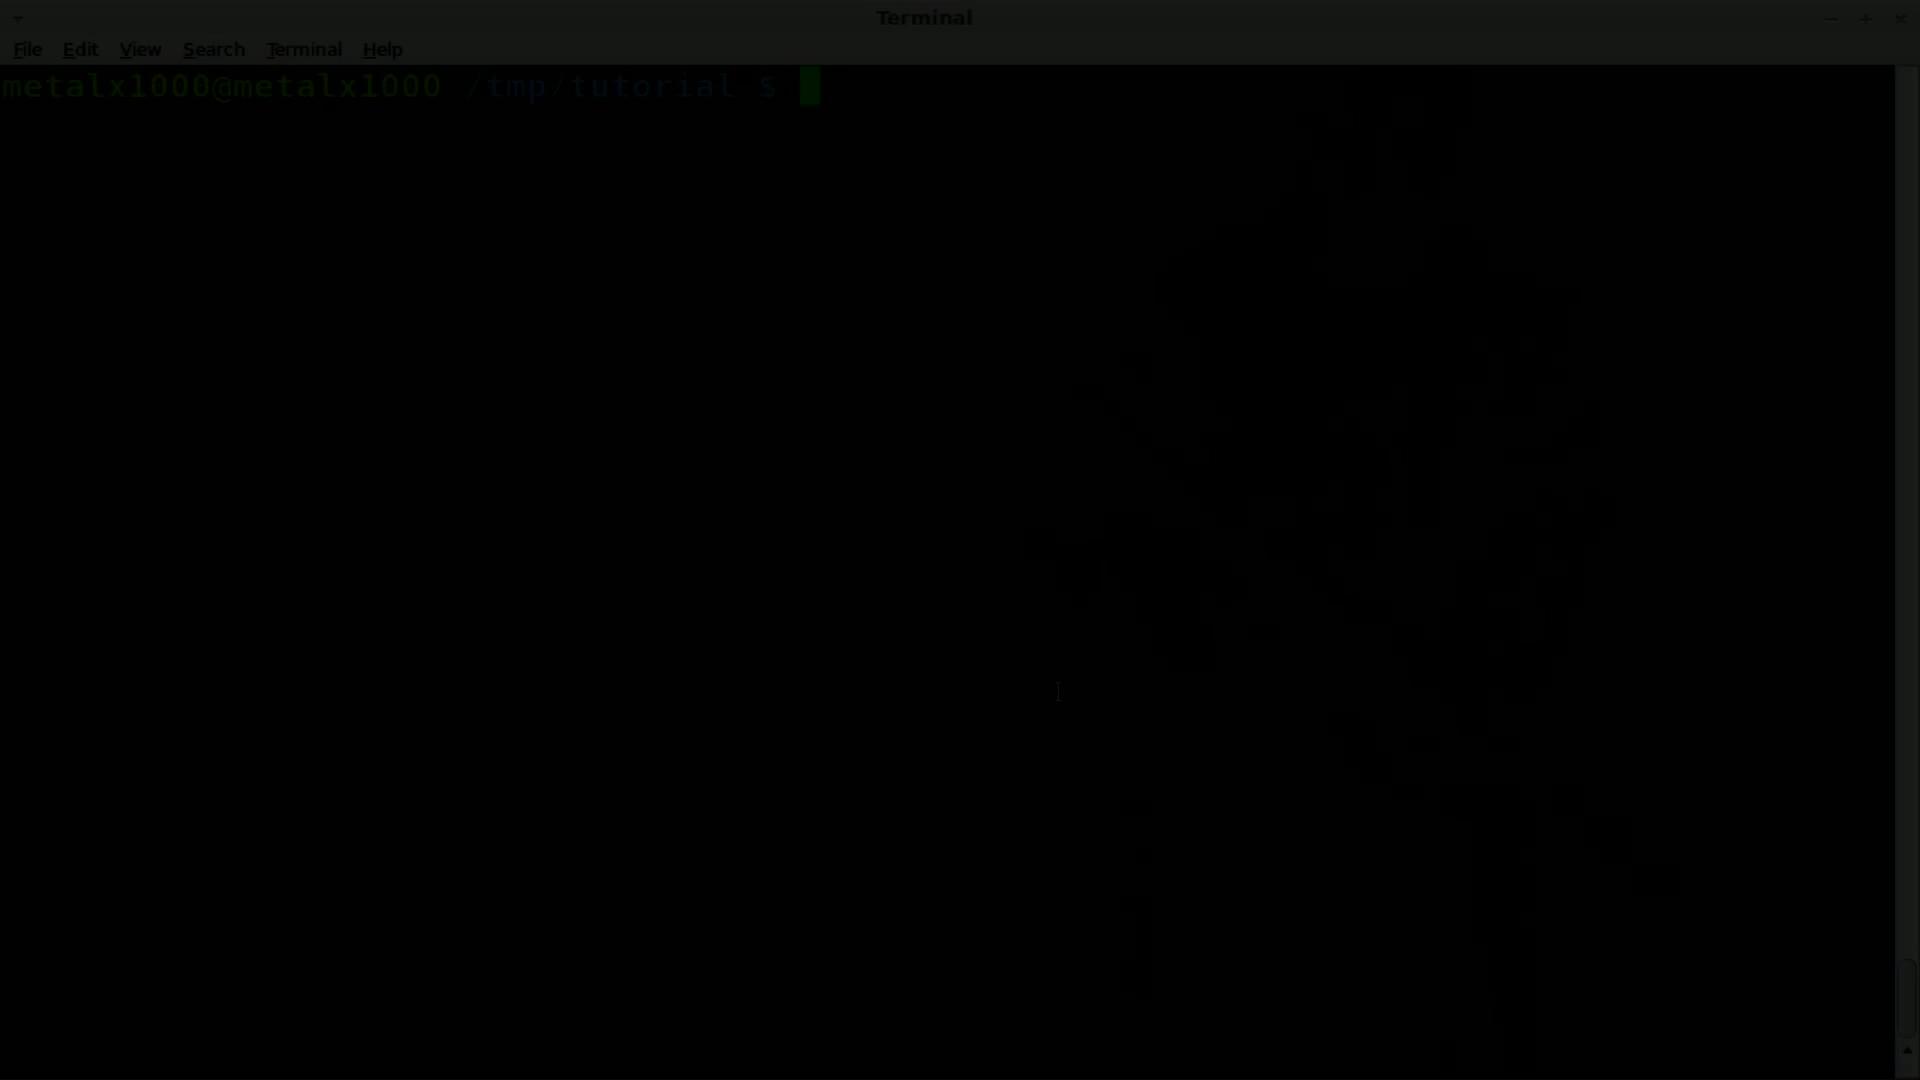 Terminal
File Edit View Search Terminal Help
metalx1000@metalx1000 /tmp/tutorial $